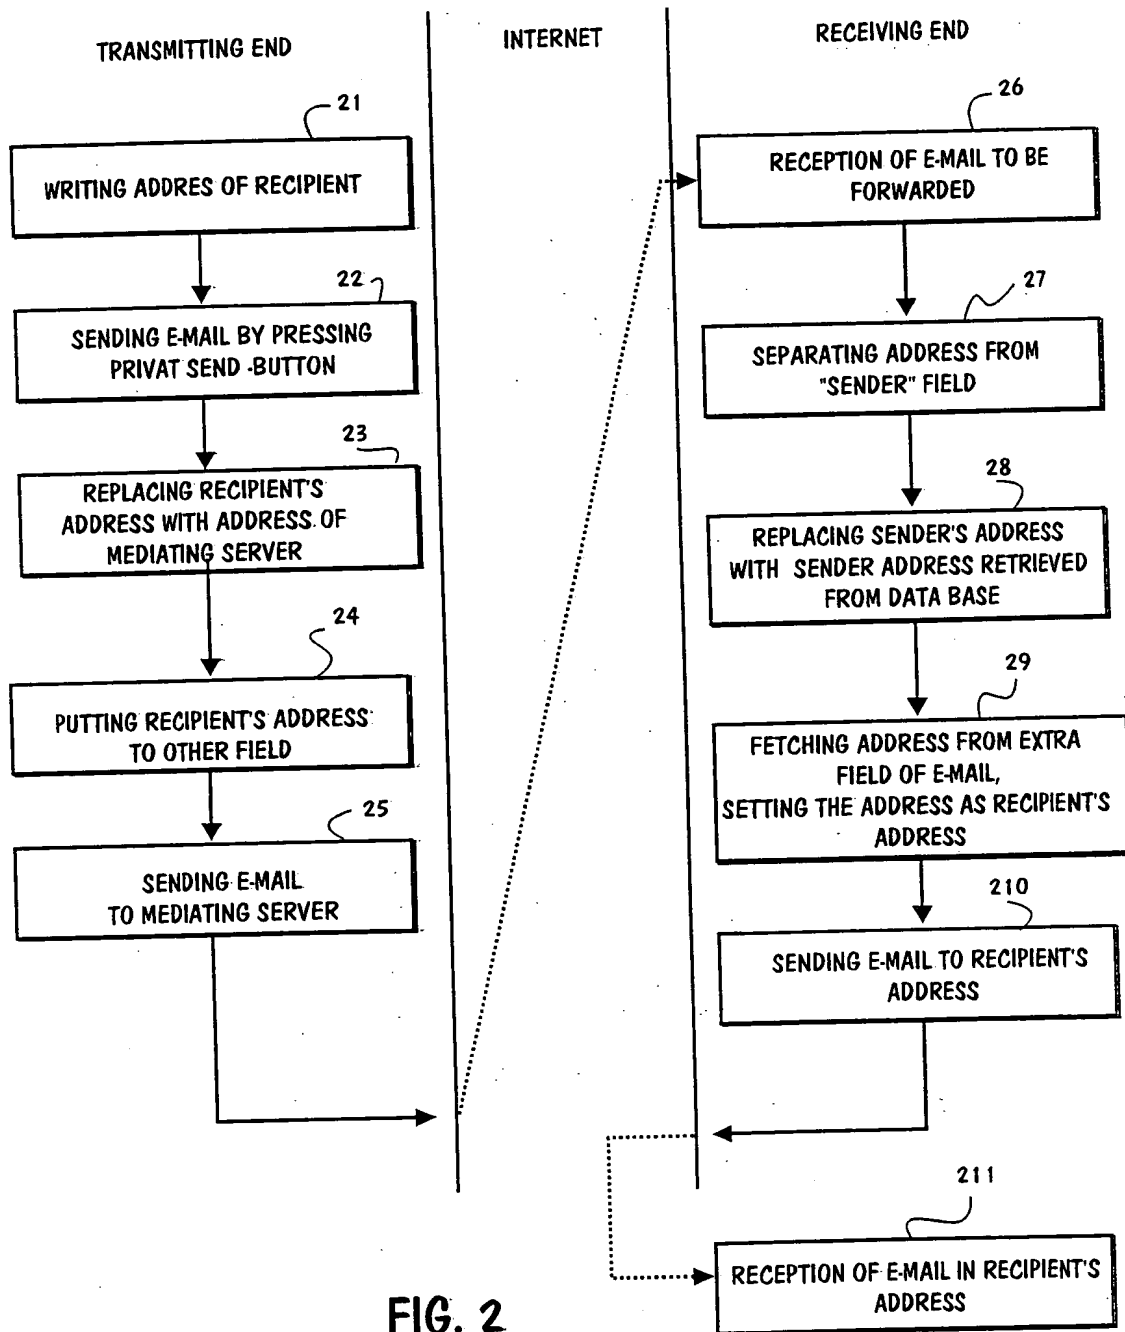 TRANSMITTING END
INTERNET
RECEIVING END
21
WRITING ADDRES OF RECIPIENT
22
SENDING E-MAIL BY PRESSING
PRIVAT SEND -BUTTON
23
REPLACING RECIPIENT'S
ADDRESS WITH ADDRESS OF
MEDIATING SERVER
24
PUTTING RECIPIENT'S ADDRESS
TO OTHER FIELD
25
SENDING E-MAIL
TO MEDIATING SERVER
26
RECEPTION OF E-MAIL TO BE
FORWARDED
27
SEPARATING ADDRESS FROM
"SENDER" FIELD
28
REPLACING SENDER'S ADDRESS
WITH SENDER ADDRESS RETRIEVED
FROM DATA BASE
29
FETCHING ADDRESS FROM EXTRA
FIELD OF E-MAIL,
SETTING THE ADDRESS AS RECIPIENT'S
ADDRESS
210
SENDING E-MAIL TO RECIPIENT'S
ADDRESS
211
RECEPTION OF E-MAIL IN RECIPIENT'S
ADDRESS
FIG. 2